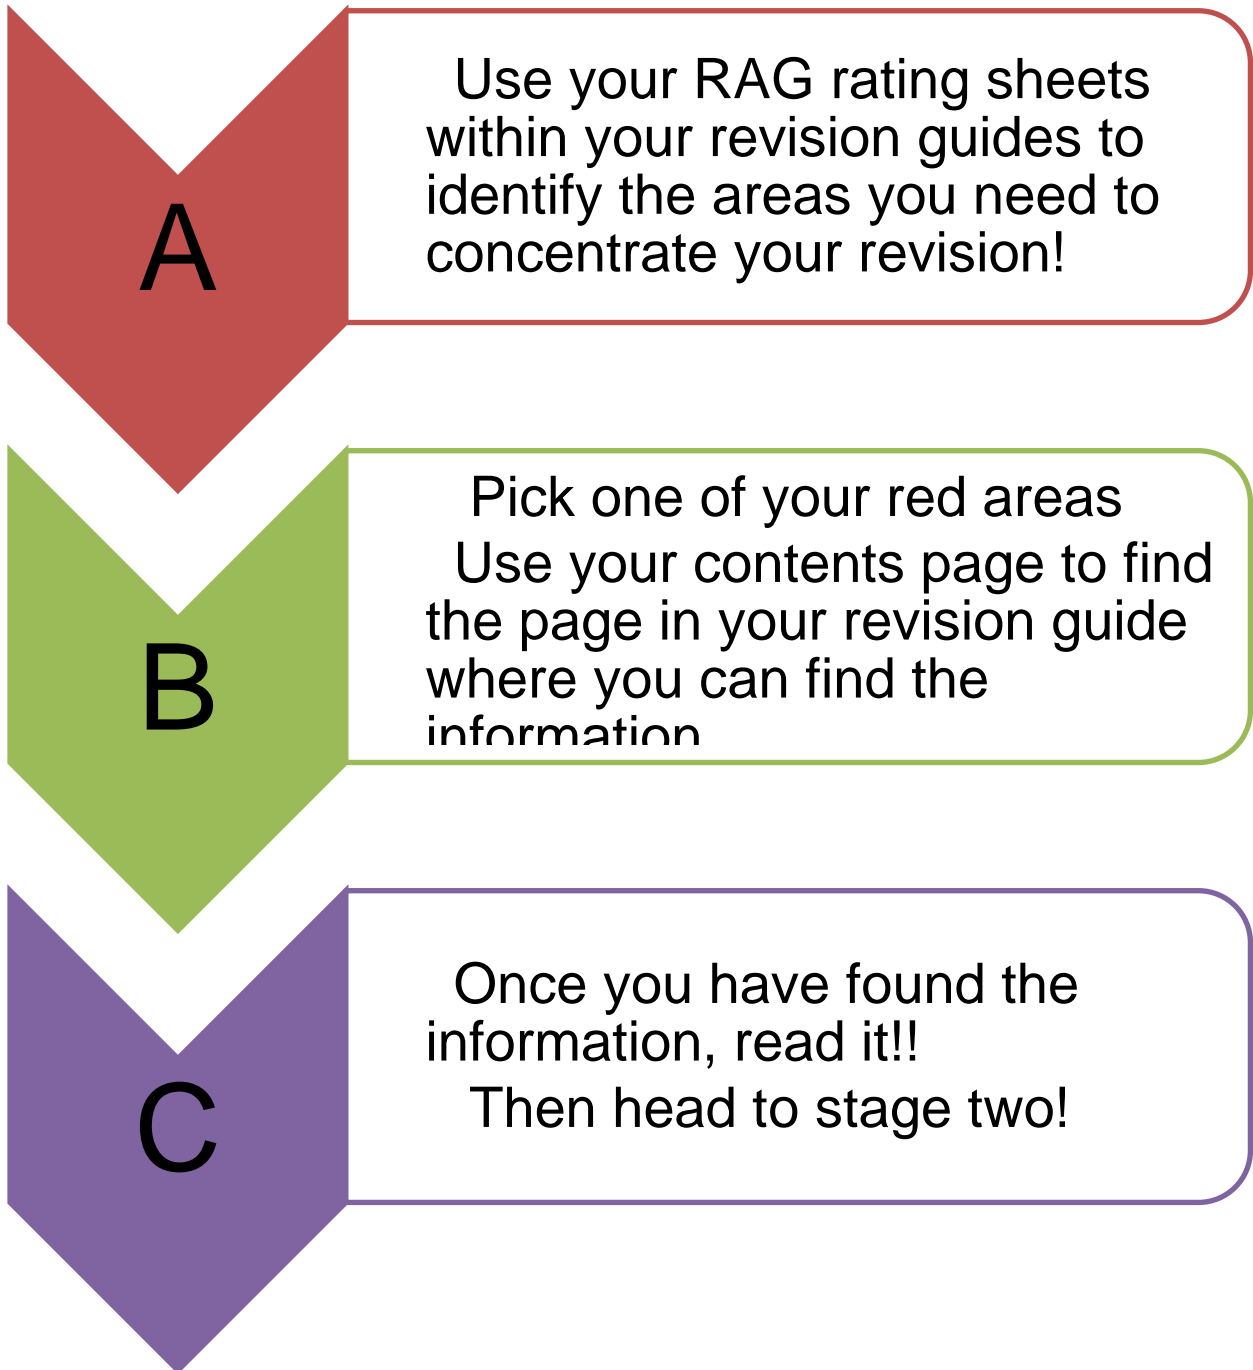 A
Use your RAG rating sheets
within your revision guides to
identify the areas you need to
concentrate your revision!
B
Pick one of your red areas
Use your contents page to find
the page in your revision guide
where you can find the
information
C
Once you have found the
information, read it!!
Then head to stage two!